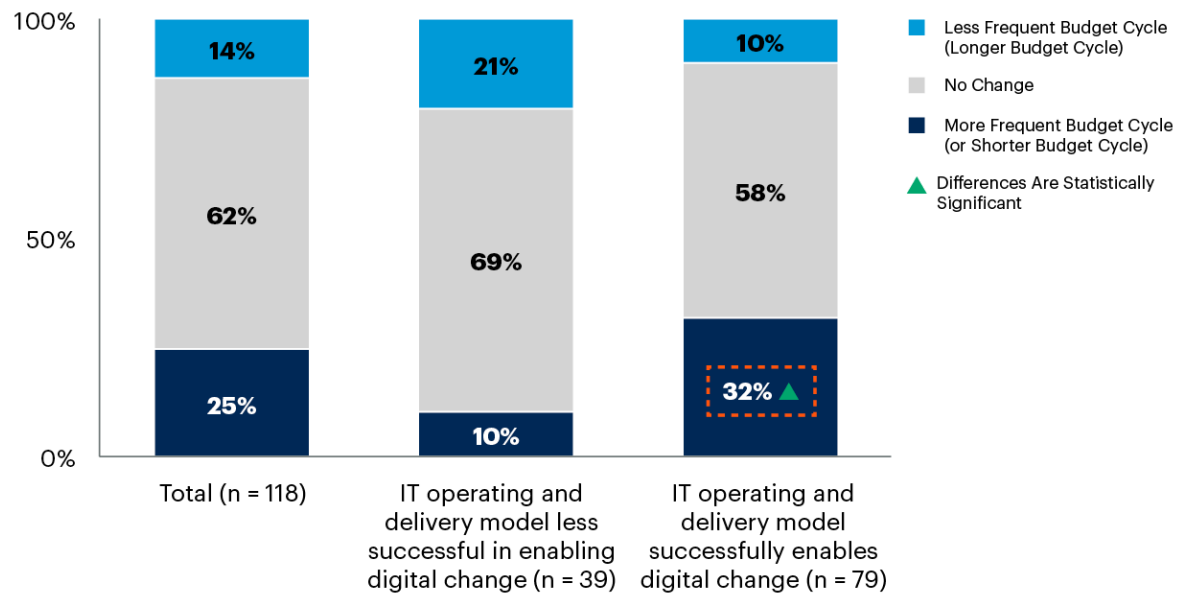 100%
50%
0%
14%
62%
25%
21%
69%
10%
10%
58%
32%
Less Frequent Budget Cycle
(Longer Budget Cycle)
No Change
More Frequent Budget Cycle
(or Shorter Budget Cycle)
Differences Are Statistically
Significant
Total (n = 118)
IT operating and
delivery model less
successful in enabling
digital change (n = 39)
IT operating and
delivery model
successfully enables
digital change (n = 79)